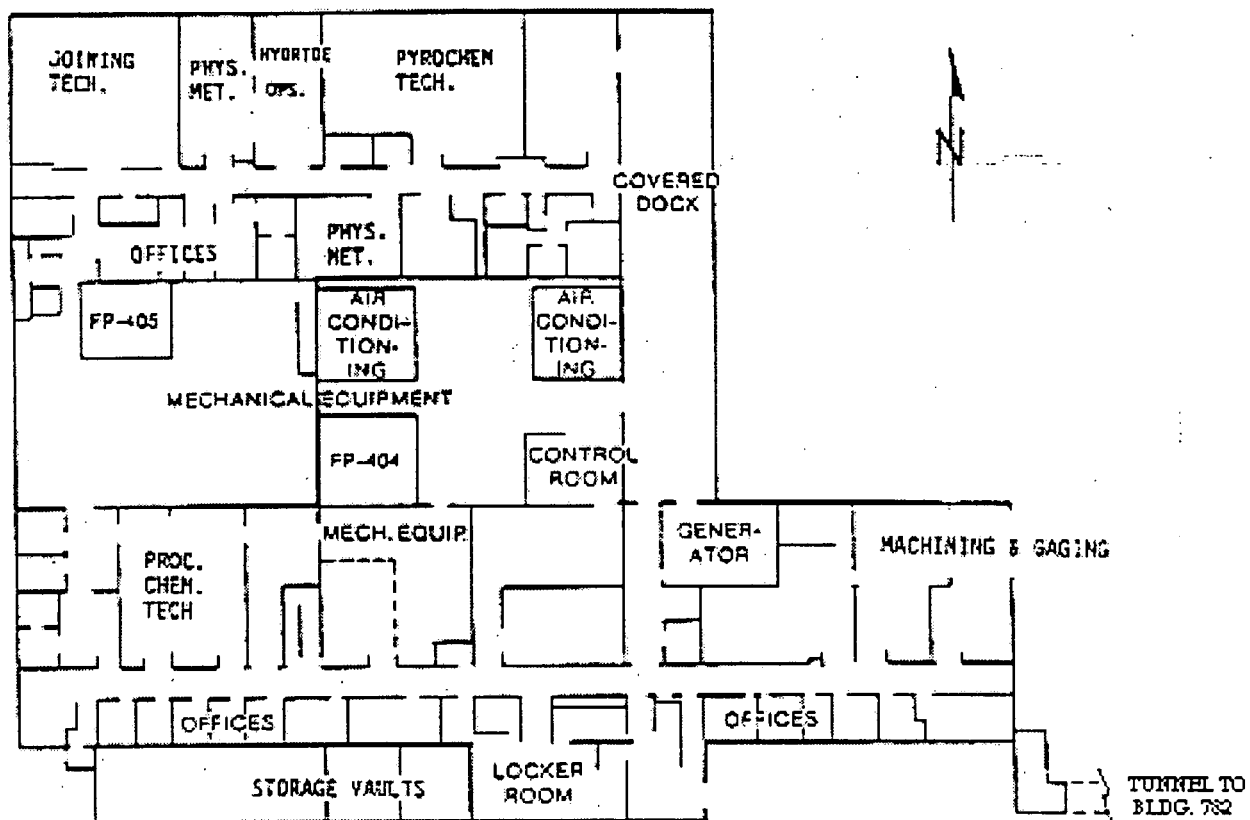 JOINING
TECH.
PHYS.
MET.
HYDRIDE
OPS.
PYROCHEM
TECH.
N
COVERED
DOCK
OFFICES
PHYS.
MET.
FP-405
AIR
CONDI-
TION-
ING
AIR
CONDI-
TION-
ING
MECHANICAL EQUIPMENT
FP-404
CONTROL
ROOM
PROC.
CHEM.
TECH
MECH. EQUIP.
GENER-
ATOR
MACHINING & GAGING
OFFICES
OFFICES
STORAGE VAULTS
LOCKER
ROOM
TUNNEL TO
BLDG. 782